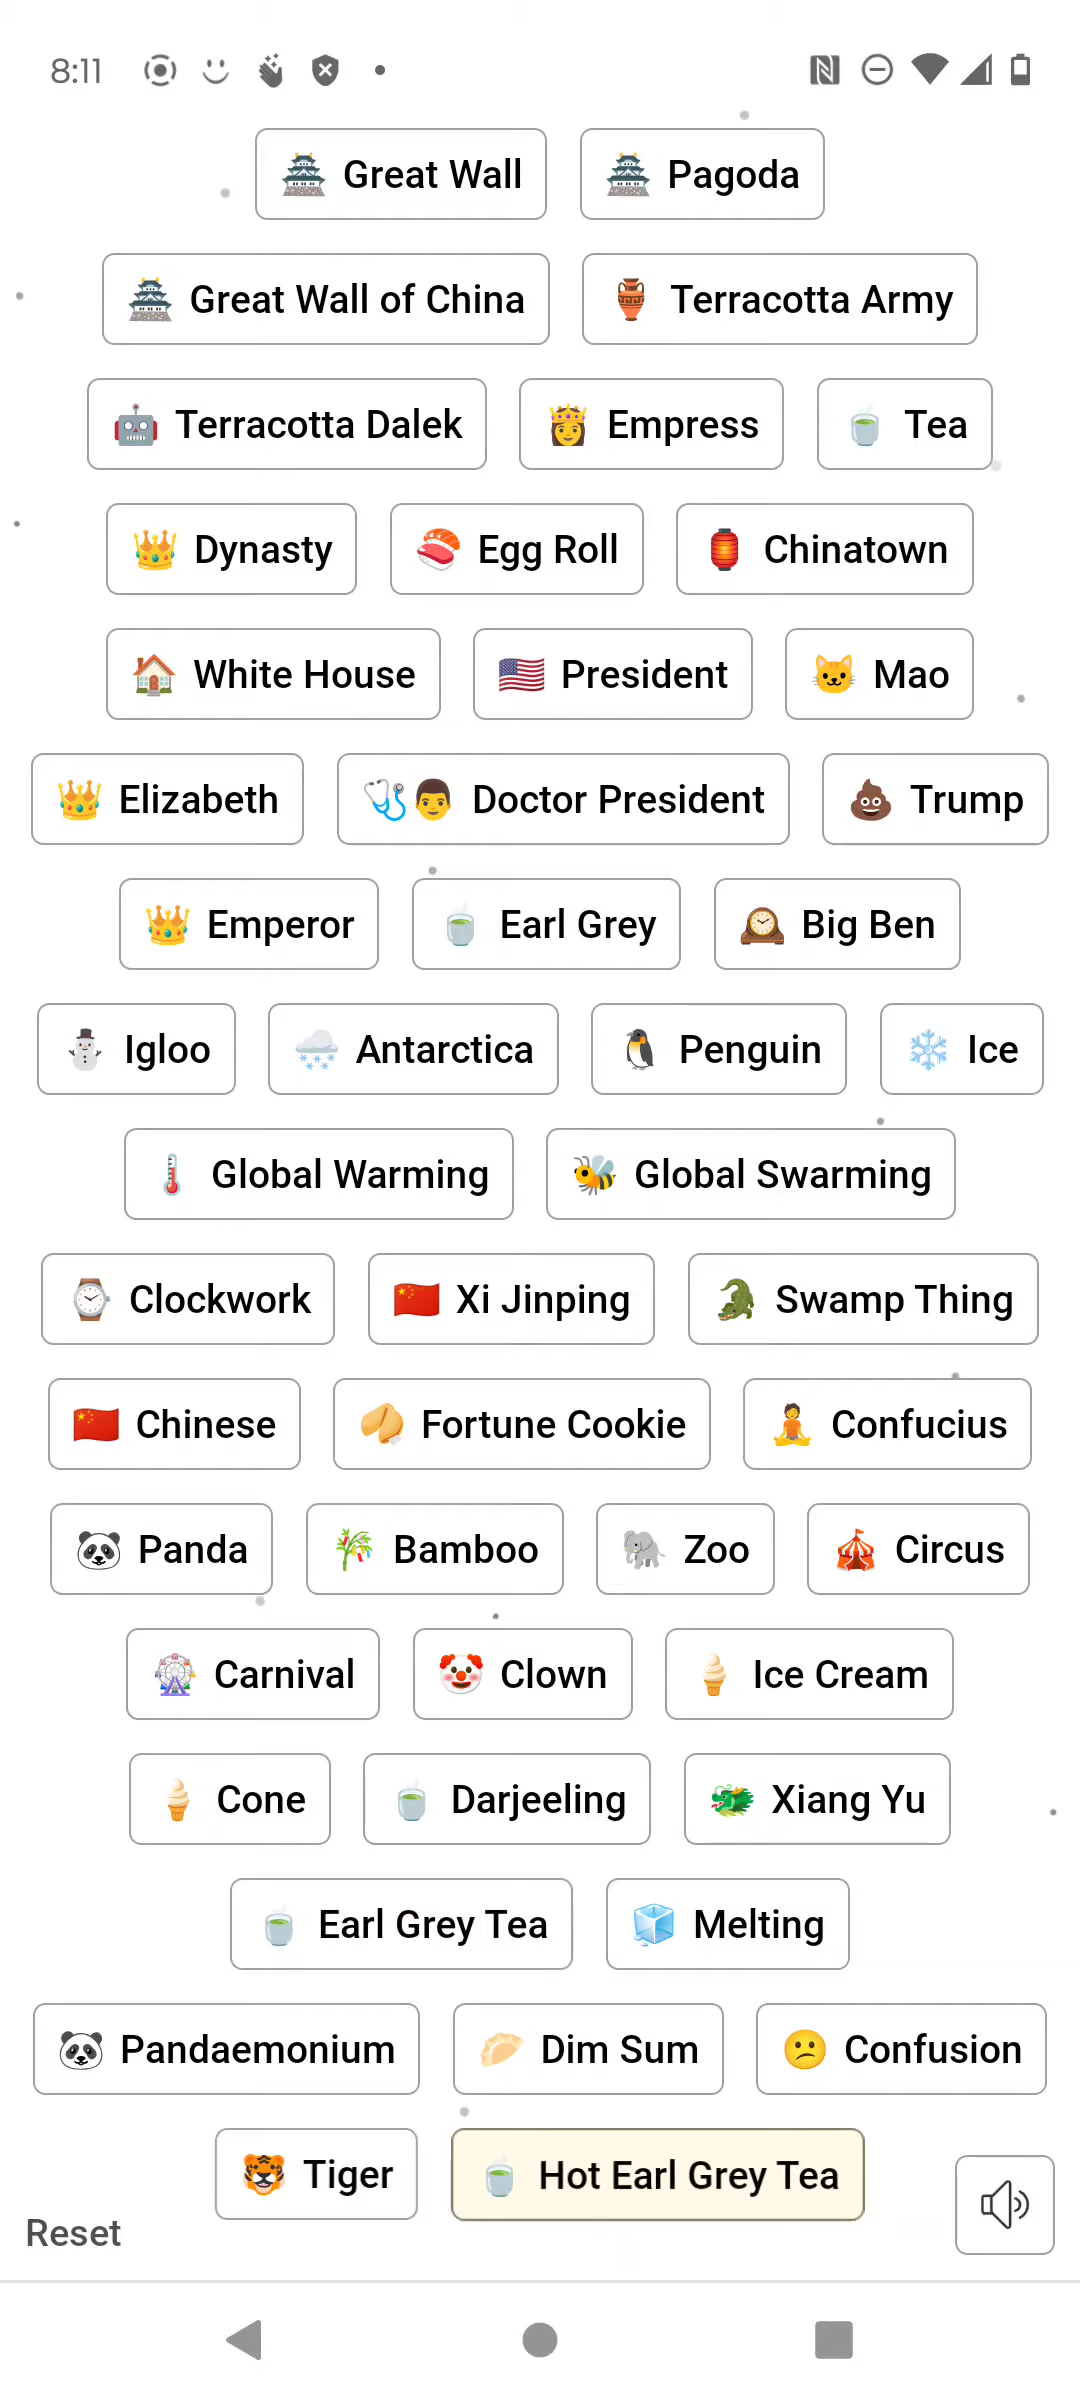 8:11
Great Wall Pagoda
Great Wall of China Terracotta Army
Terracotta Dalek Empress Tea
Dynasty Egg Roll Chinatown
White House President Mao
Elizabeth Doctor President Trump
Emperor Earl Grey Big Ben
Igloo Antarctica Penguin Ice
Global Warming Global Swarming
Clockwork Xi Jinping Swamp Thing
Chinese Fortune Cookie Confucius
Panda Bamboo Zoo Circus
Carnival Clown Ice Cream
Cone Darjeeling Xiang Yu
Earl Grey Tea Melting
Pandaemonium Dim Sum Confusion
Tiger Hot Earl Grey Tea
Reset